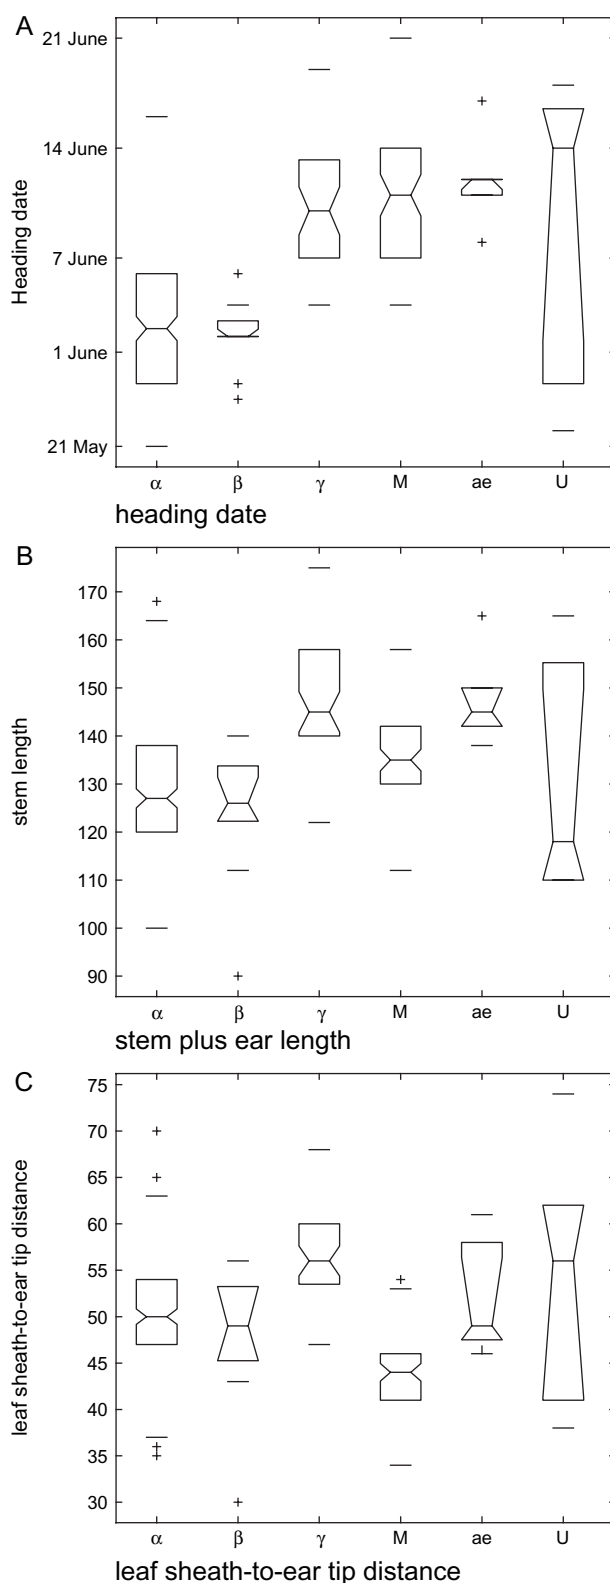 A
Heading date
21 June
14 June
7 June
1 June
21 May
α β γ M ae U
heading date
B
stem length
170
160
150
140
130
120
110
100
90
α β γ M ae U
stem plus ear length
C
leaf sheath-to-ear tip distance
75
70
65
60
55
50
45
40
35
30
α β γ M ae U
leaf sheath-to-ear tip distance